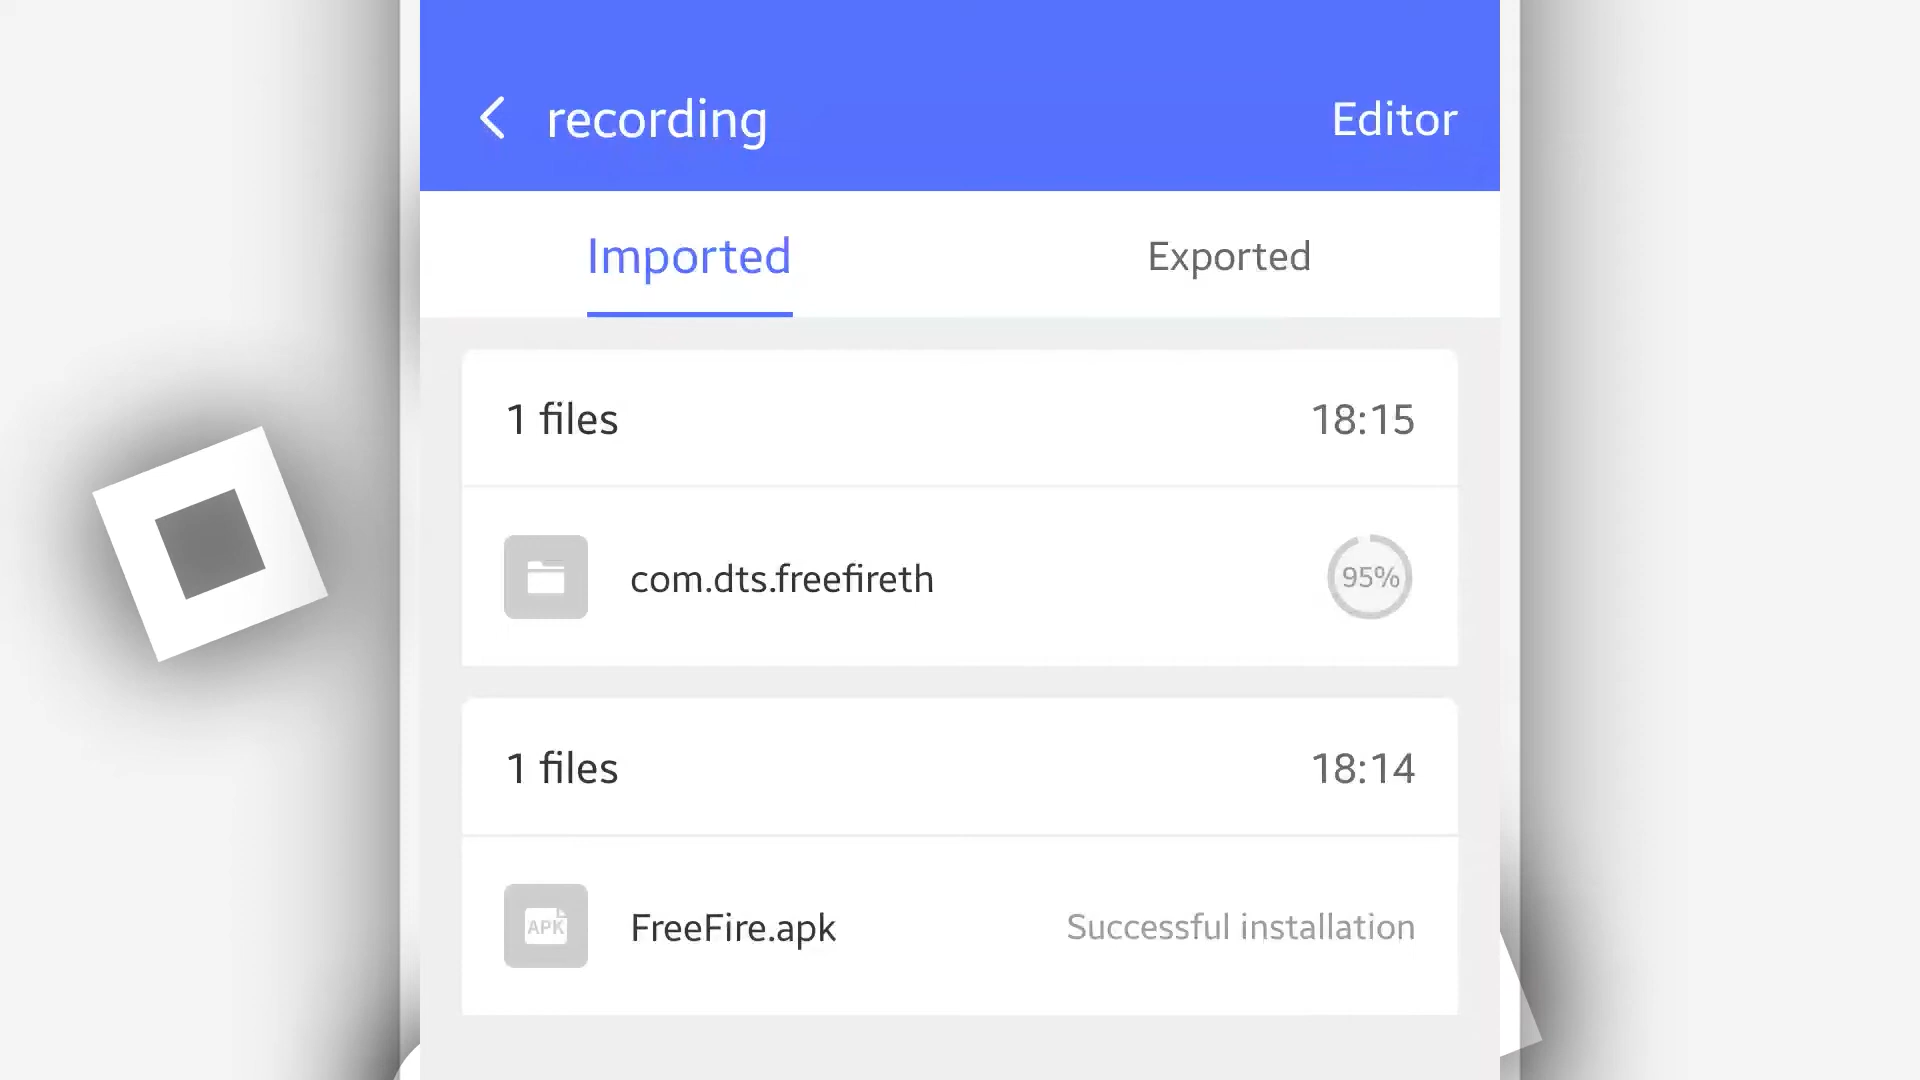 recording
Editor
Imported
Exported
1 files
18:15
com.dts.freefireth
95%
1 files
18:14
APK
FreeFire.apk
Successful installation